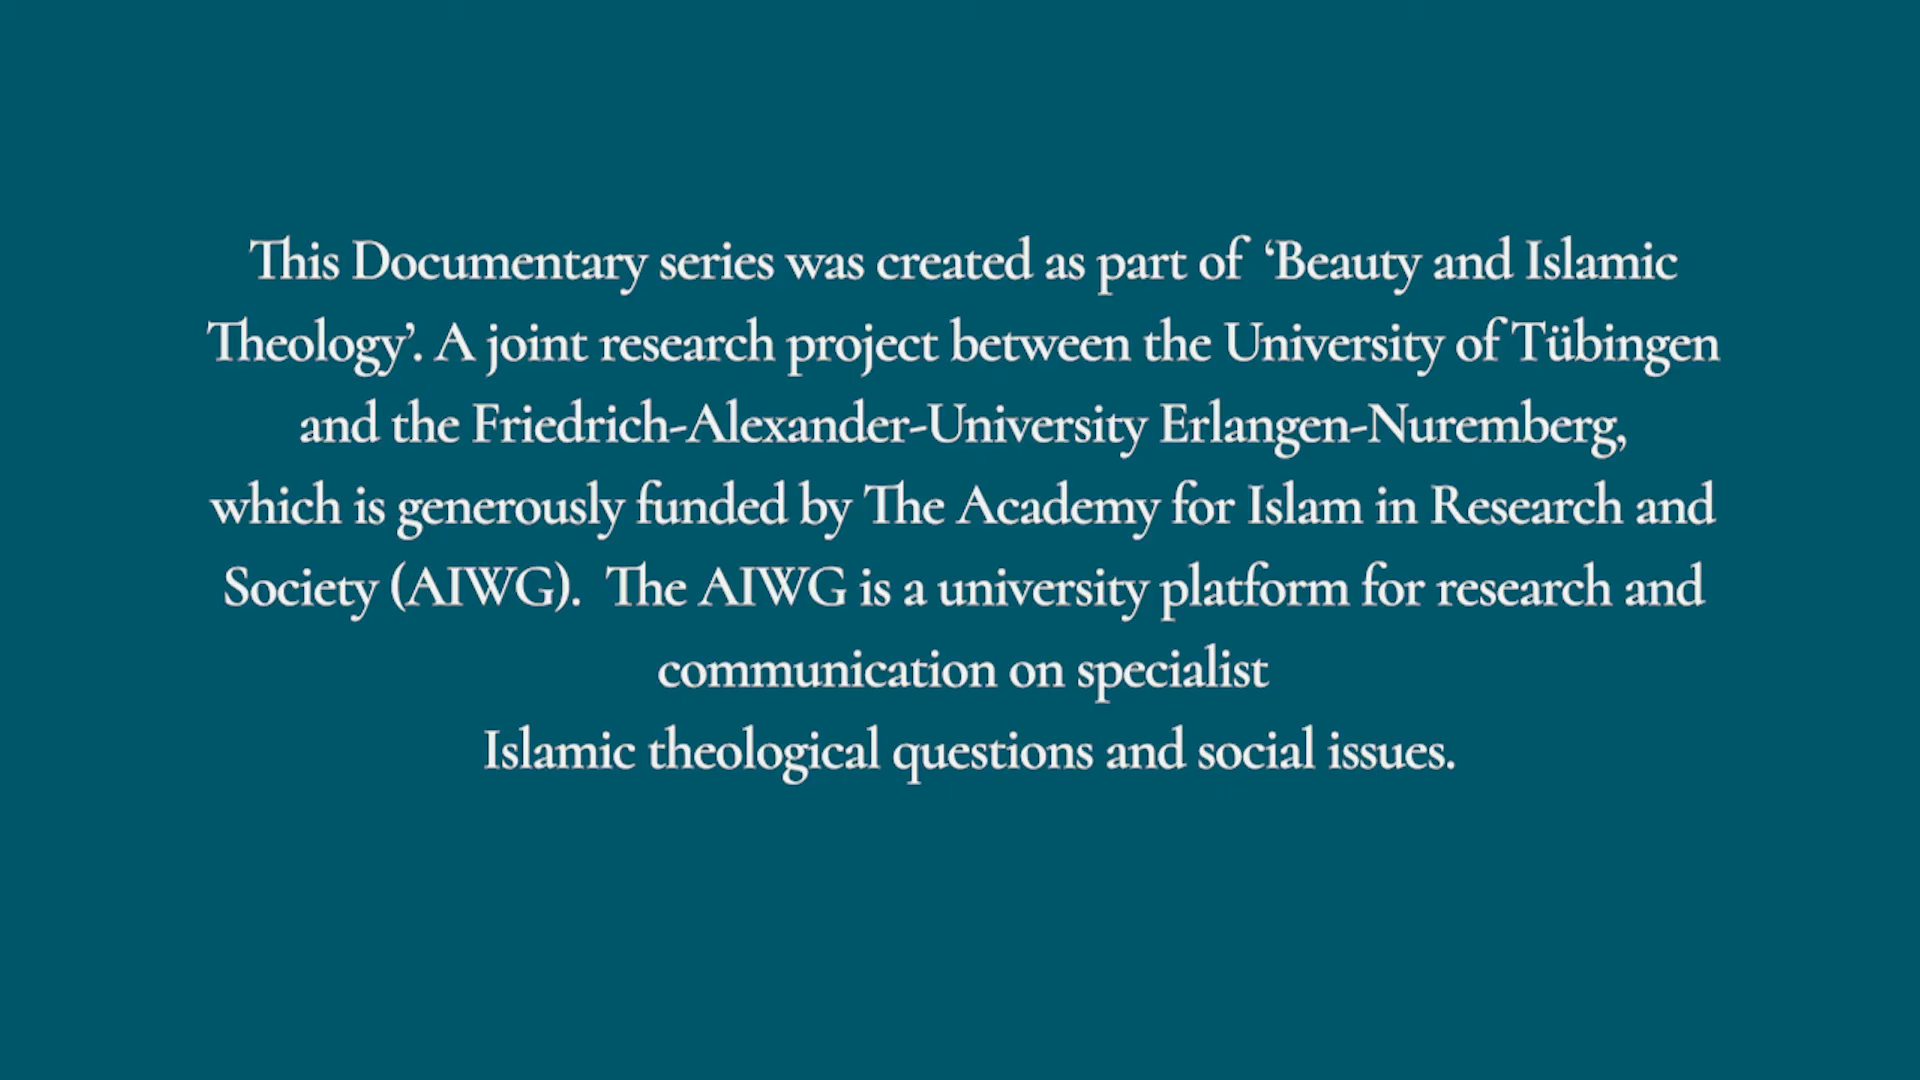 This Documentary series was created as part of ‘Beauty and Islamic
Theology’. A joint research project between the University of Tübingen
and the Friedrich-Alexander-University Erlangen-Nuremberg,
which is generously funded by The Academy for Islam in Research and
Society (AIWG). The AIWG is a university platform for research and
communication on specialist
Islamic theological questions and social issues.